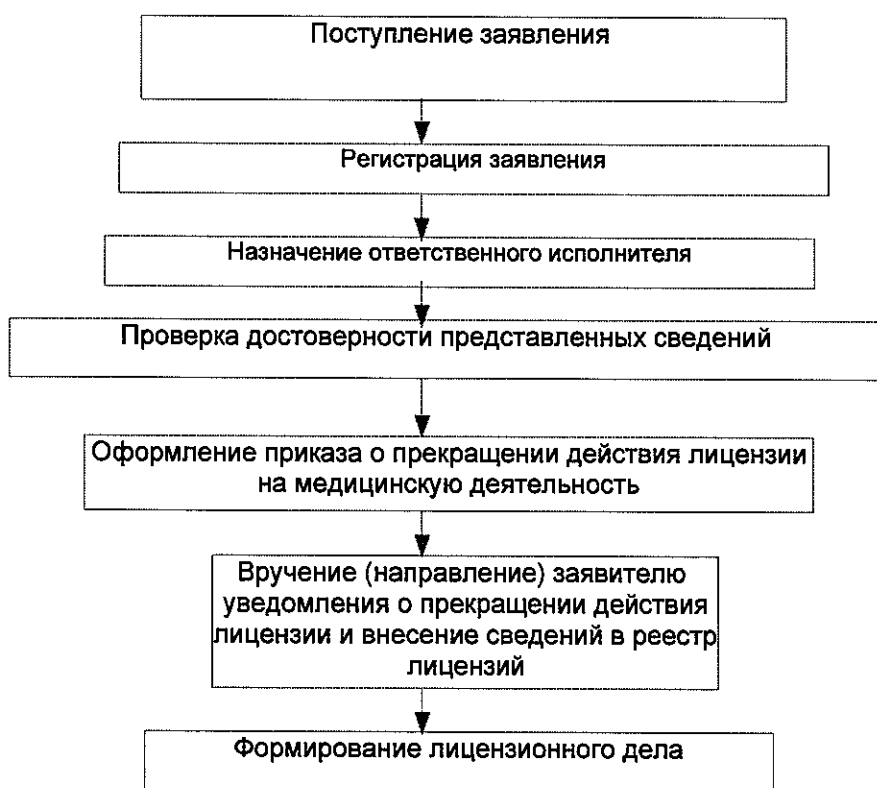 Поступление заявления
Регистрация заявления
Назначение ответственного исполнителя
Проверка достоверности представленных сведений
Оформление приказа о прекращении действия лицензии
на медицинскую деятельность
Вручение (направление) заявителю
уведомления о прекращении действия
лицензии и внесение сведений в реестр
лицензий
Формирование лицензионного дела